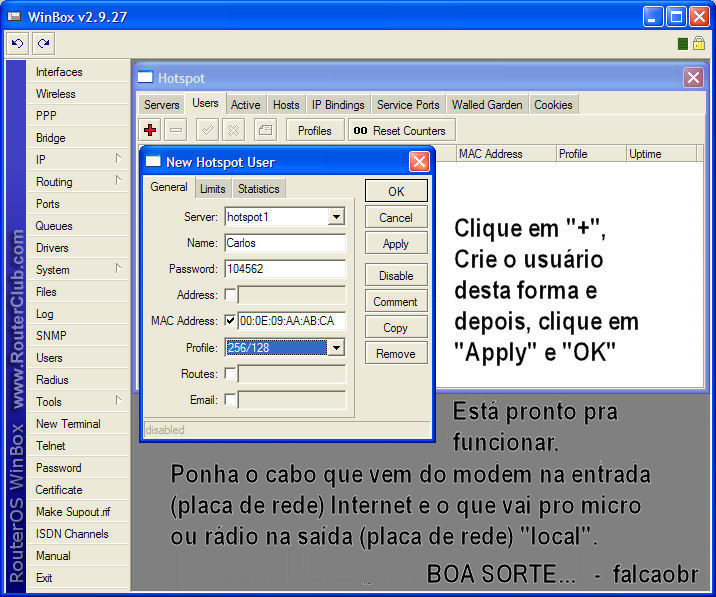 WinBox v2.9.27
Interfaces
Wireless
PPP
Bridge
IP
Routing
Ports
Queues
Drivers
System
Files
Log
SNMP
Users
Radius
Tools
New Terminal
Telnet
Password
Certificate
Make Supout.rif
ISDN Channels
Manual
Exit
RouterOS WinBox www.RouterClub.com
Hotspot
Servers Users Active Hosts IP Bindings Service Ports Walled Garden Cookies
Profiles 00 Reset Counters
MAC Address Profile Uptime
New Hotspot User
General Limits Statistics
Server: hotspot1
Name: Carlos
Password: 104562
Address:
MAC Address: 00:0E:09:AA:AB:CA
Profile: 256/128
Routes:
Email:
OK
Cancel
Apply
Disable
Comment
Copy
Remove
disabled
Clique em "+",
Crie o usuário
desta forma e
depois, clique em
"Apply" e "OK"
Está pronto pra
funcionar.
Ponha o cabo que vem do modem na entrada
(placa de rede) Internet e o que vai pro micro
ou rádio na saída (placa de rede) "local".
BOA SORTE... - falcaobr